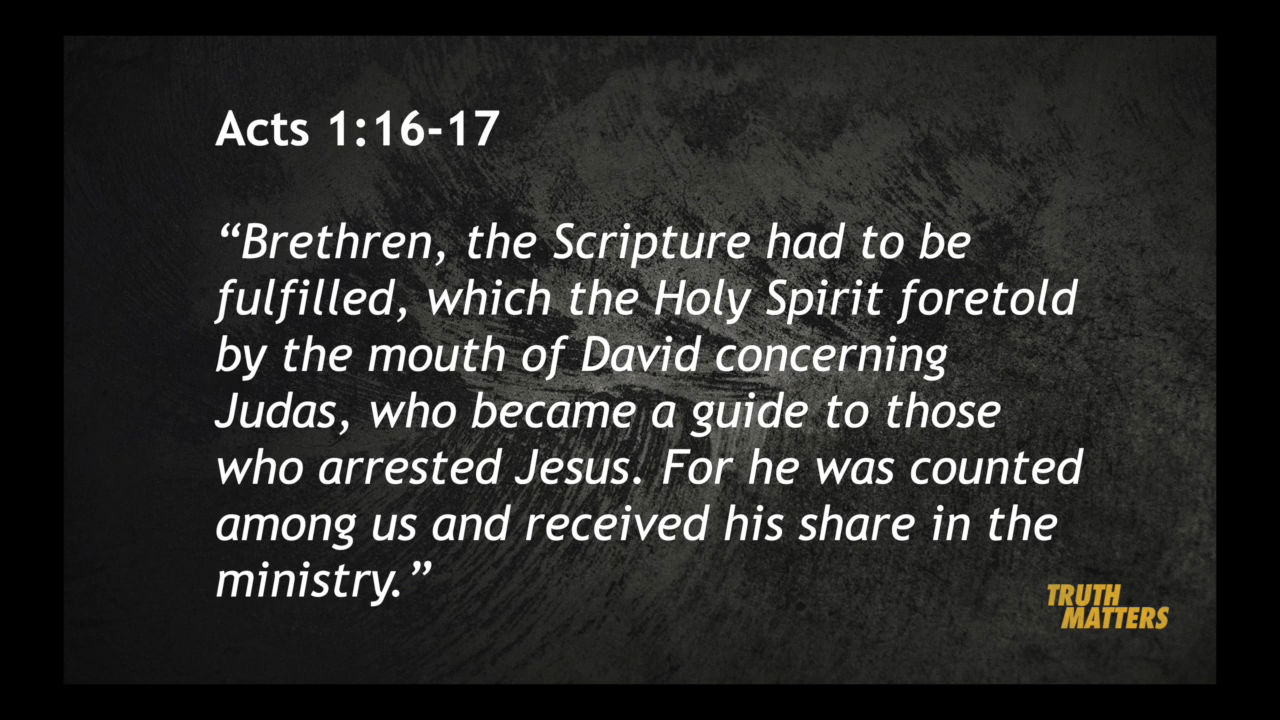 Acts 1:16-17
“Brethren, the Scripture had to be
fulfilled, which the Holy Spirit foretold
by the mouth of David concerning
Judas, who became a guide to those
who arrested Jesus. For he was counted
among us and received his share in the
ministry.”
TRUTH
MATTERS